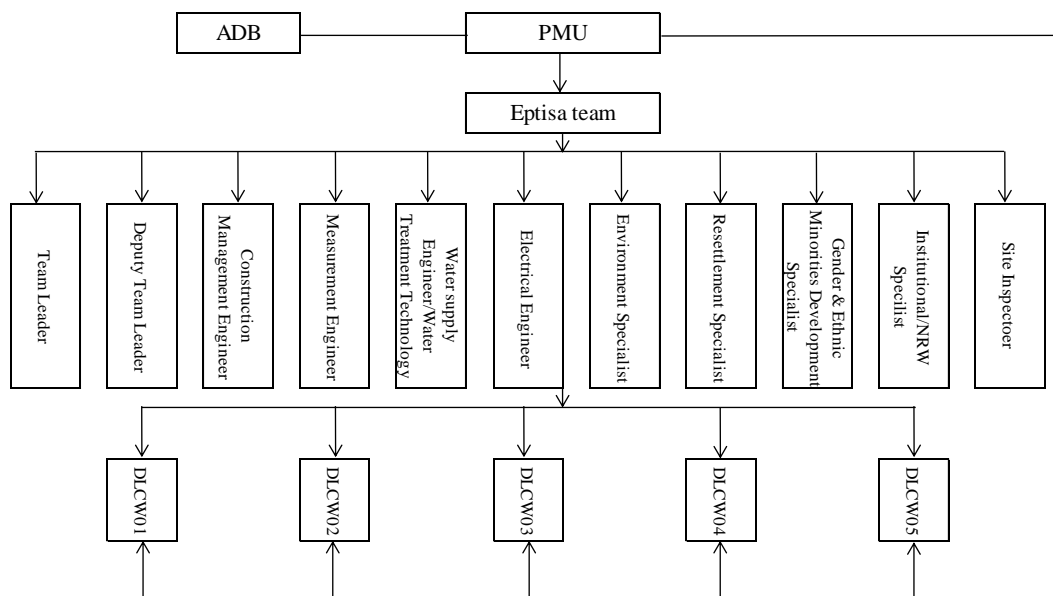 ADB
PMU
Eptisa team
Team Leader
Deputy Team Leader
Construction
Management Engineer
Measurement Engineer
Water supply
Engineer/Water
Treatment Technology
Electrical Engineer
Environment Specialist
Resettlement Specialist
Gender & Ethnic
Minorities Development
Specialist
Institutional/NRW
Specilist
Site Inspectoer
DLCW01
DLCW02
DLCW03
DLCW04
DLCW05